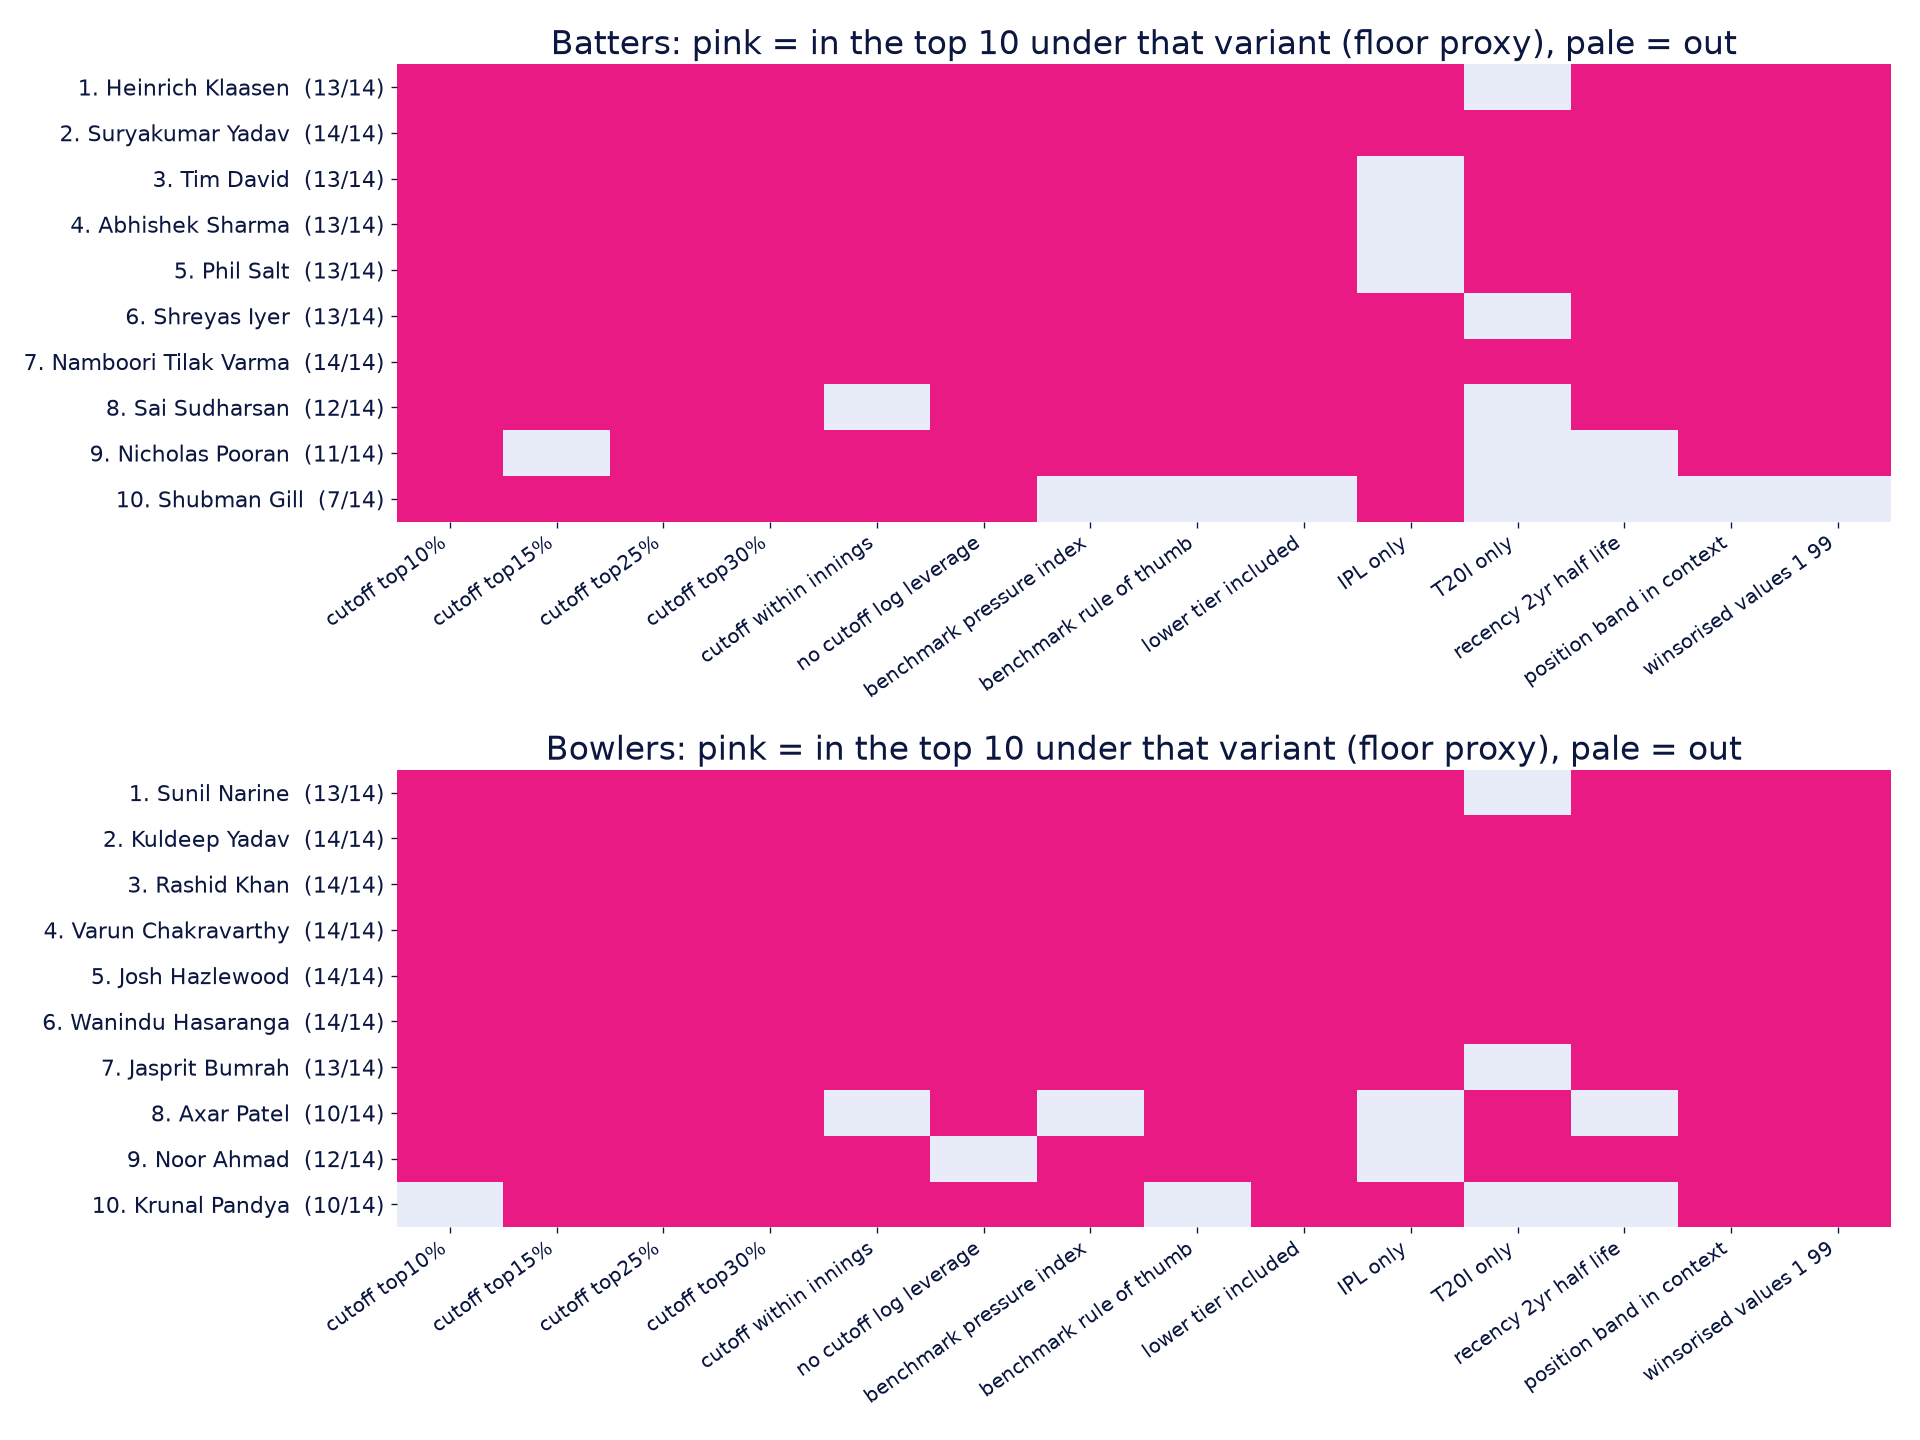 Batters: pink = in the top 10 under that variant (floor proxy), pale = out
1. Heinrich Klaasen (13/14)
2. Suryakumar Yadav (14/14)
3. Tim David (13/14)
4. Abhishek Sharma (13/14)
5. Phil Salt (13/14)
6. Shreyas Iyer (13/14)
7. Namboori Tilak Varma (14/14)
8. Sai Sudharsan (12/14)
9. Nicholas Pooran (11/14)
10. Shubman Gill (7/14)
cutoff top10%
cutoff top15%
cutoff top25%
cutoff top30%
cutoff within innings
no cutoff log leverage
benchmark pressure index
benchmark rule of thumb
lower tier included
IPL only
T20I only
recency 2yr half life
position band in context
winsorised values 1 99
Bowlers: pink = in the top 10 under that variant (floor proxy), pale = out
1. Sunil Narine (13/14)
2. Kuldeep Yadav (14/14)
3. Rashid Khan (14/14)
4. Varun Chakravarthy (14/14)
5. Josh Hazlewood (14/14)
6. Wanindu Hasaranga (14/14)
7. Jasprit Bumrah (13/14)
8. Axar Patel (10/14)
9. Noor Ahmad (12/14)
10. Krunal Pandya (10/14)
cutoff top10%
cutoff top15%
cutoff top25%
cutoff top30%
cutoff within innings
no cutoff log leverage
benchmark pressure index
benchmark rule of thumb
lower tier included
IPL only
T20I only
recency 2yr half life
position band in context
winsorised values 1 99